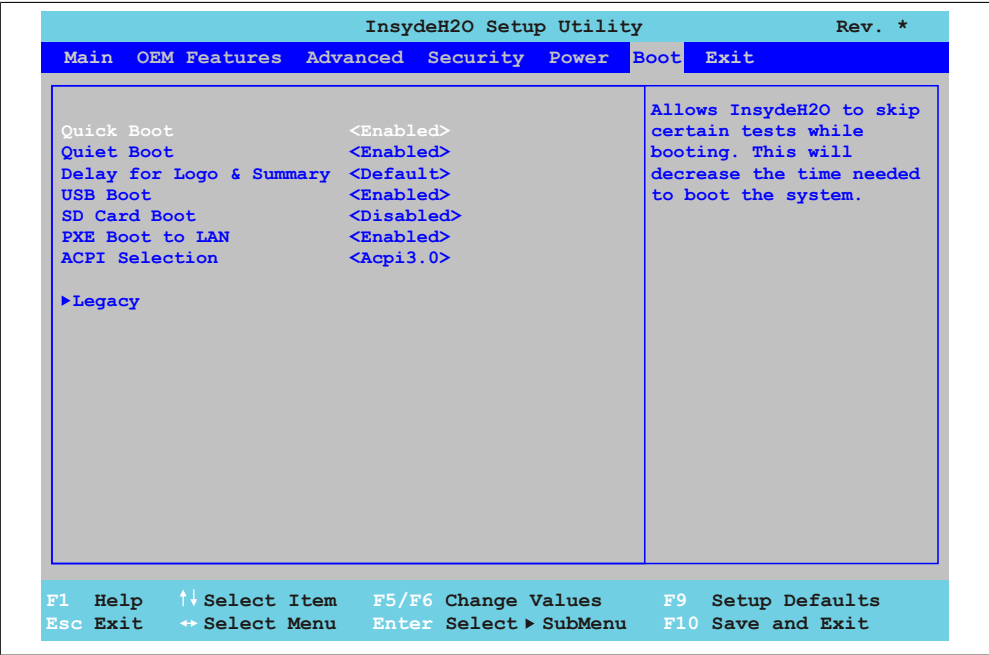 InsydeH2O Setup Utility Rev. *
Main OEM Features Advanced Security Power Boot Exit
Quick Boot <Enabled>
Quiet Boot <Enabled>
Delay for Logo & Summary <Default>
USB Boot <Enabled>
SD Card Boot <Disabled>
PXE Boot to LAN <Enabled>
ACPI Selection <Acpi3.0>
▶Legacy
Allows InsydeH2O to skip
certain tests while
booting. This will
decrease the time needed
to boot the system.
F1 Help ↑↓ Select Item F5/F6 Change Values F9 Setup Defaults
Esc Exit ↔ Select Menu Enter Select ▶ SubMenu F10 Save and Exit